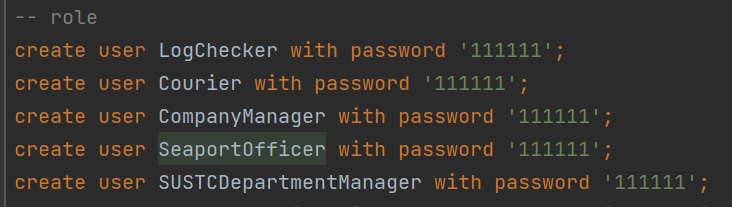 -- role
create user LogChecker with password '111111';
create user Courier with password '111111';
create user CompanyManager with password '111111';
create user SeaportOfficer with password '111111';
create user SUSTCDepartmentManager with password '111111';